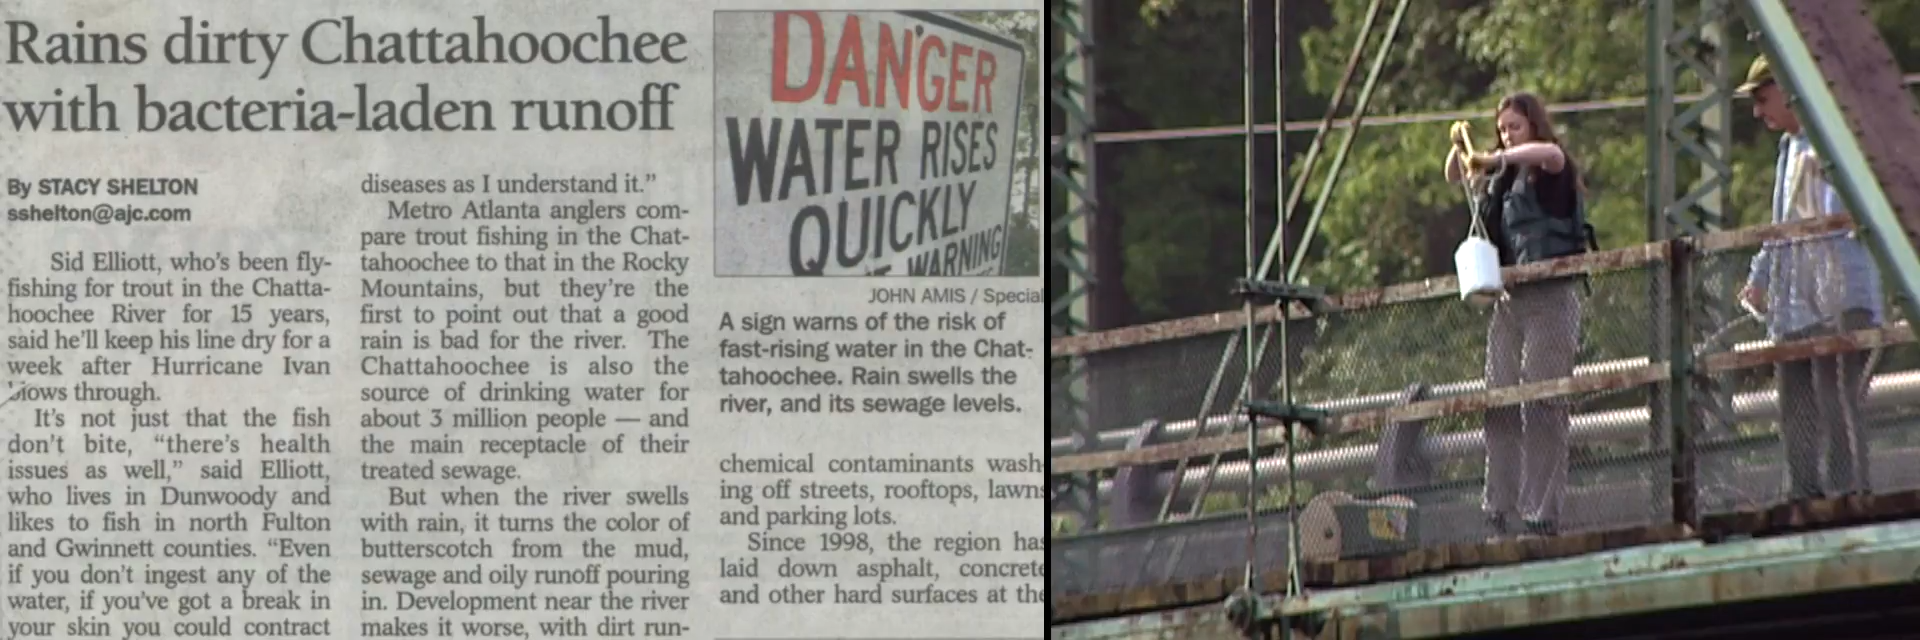 Rains dirty Chattahoochee
with bacteria-laden runoff
By STACY SHELTON
sshelton@ajc.com
Sid Elliott, who's been fly-
fishing for trout in the Chatta-
hoochee River for 15 years,
said he'll keep his line dry for a
week after Hurricane Ivan
blows through.
It's not just that the fish
don't bite, “there's health
issues as well,” said Elliott,
who lives in Dunwoody and
likes to fish in north Fulton
and Gwinnett counties. “Even
if you don't ingest any of the
water, if you've got a break in
your skin you could contract
diseases as I understand it.”
Metro Atlanta anglers com-
pare trout fishing in the Chat-
tahoochee to that in the Rocky
Mountains, but they're the
first to point out that a good
rain is bad for the river. The
Chattahoochee is also the
source of drinking water for
about 3 million people — and
the main receptacle of their
treated sewage.
But when the river swells
with rain, it turns the color of
butterscotch from the mud,
sewage and oily runoff pouring
in. Development near the river
makes it worse, with dirt run-
DANGER
WATER RISES
QUICKLY
WARNING
JOHN AMIS / Special
A sign warns of the risk of
fast-rising water in the Chat-
tahoochee. Rain swells the
river, and its sewage levels.
chemical contaminants wash-
ing off streets, rooftops, lawns
and parking lots.
Since 1998, the region has
laid down asphalt, concrete
and other hard surfaces at the